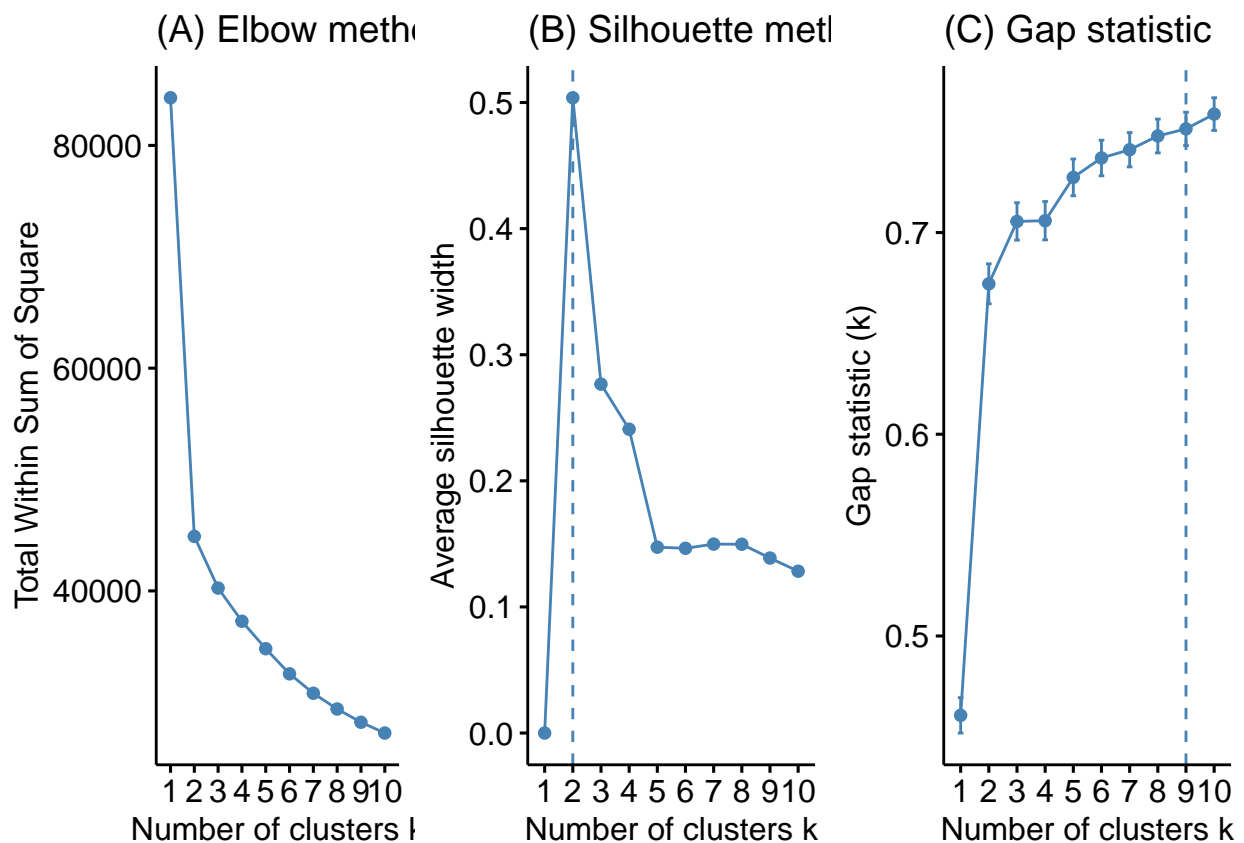 (A) Elbow meth
(B) Silhouette met
(C) Gap statistic
Total Within Sum of Square
80000
60000
40000
1 2 3 4 5 6 7 8 9 10
Number of clusters k
Average silhouette width
0.5
0.4
0.3
0.2
0.1
0.0
1 2 3 4 5 6 7 8 9 10
Number of clusters k
Gap statistic (k)
0.7
0.6
0.5
1 2 3 4 5 6 7 8 9 10
Number of clusters k